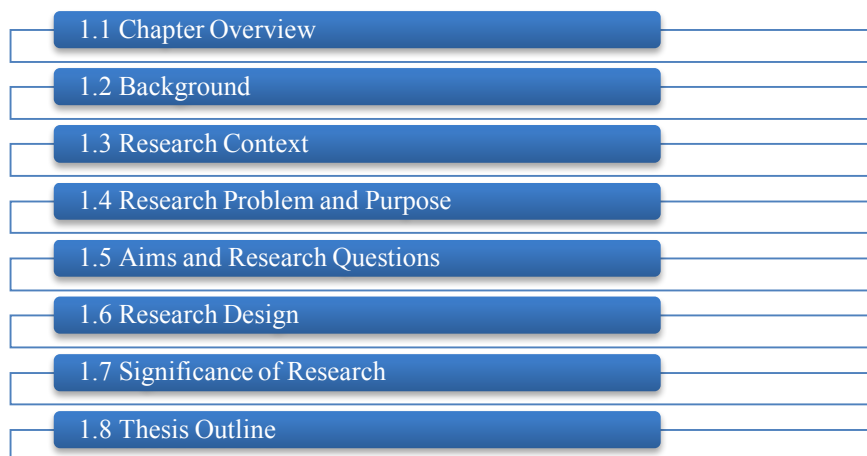 1.1 Chapter Overview
1.2 Background
1.3 Research Context
1.4 Research Problem and Purpose
1.5 Aims and Research Questions
1.6 Research Design
1.7 Significance of Research
1.8 Thesis Outline